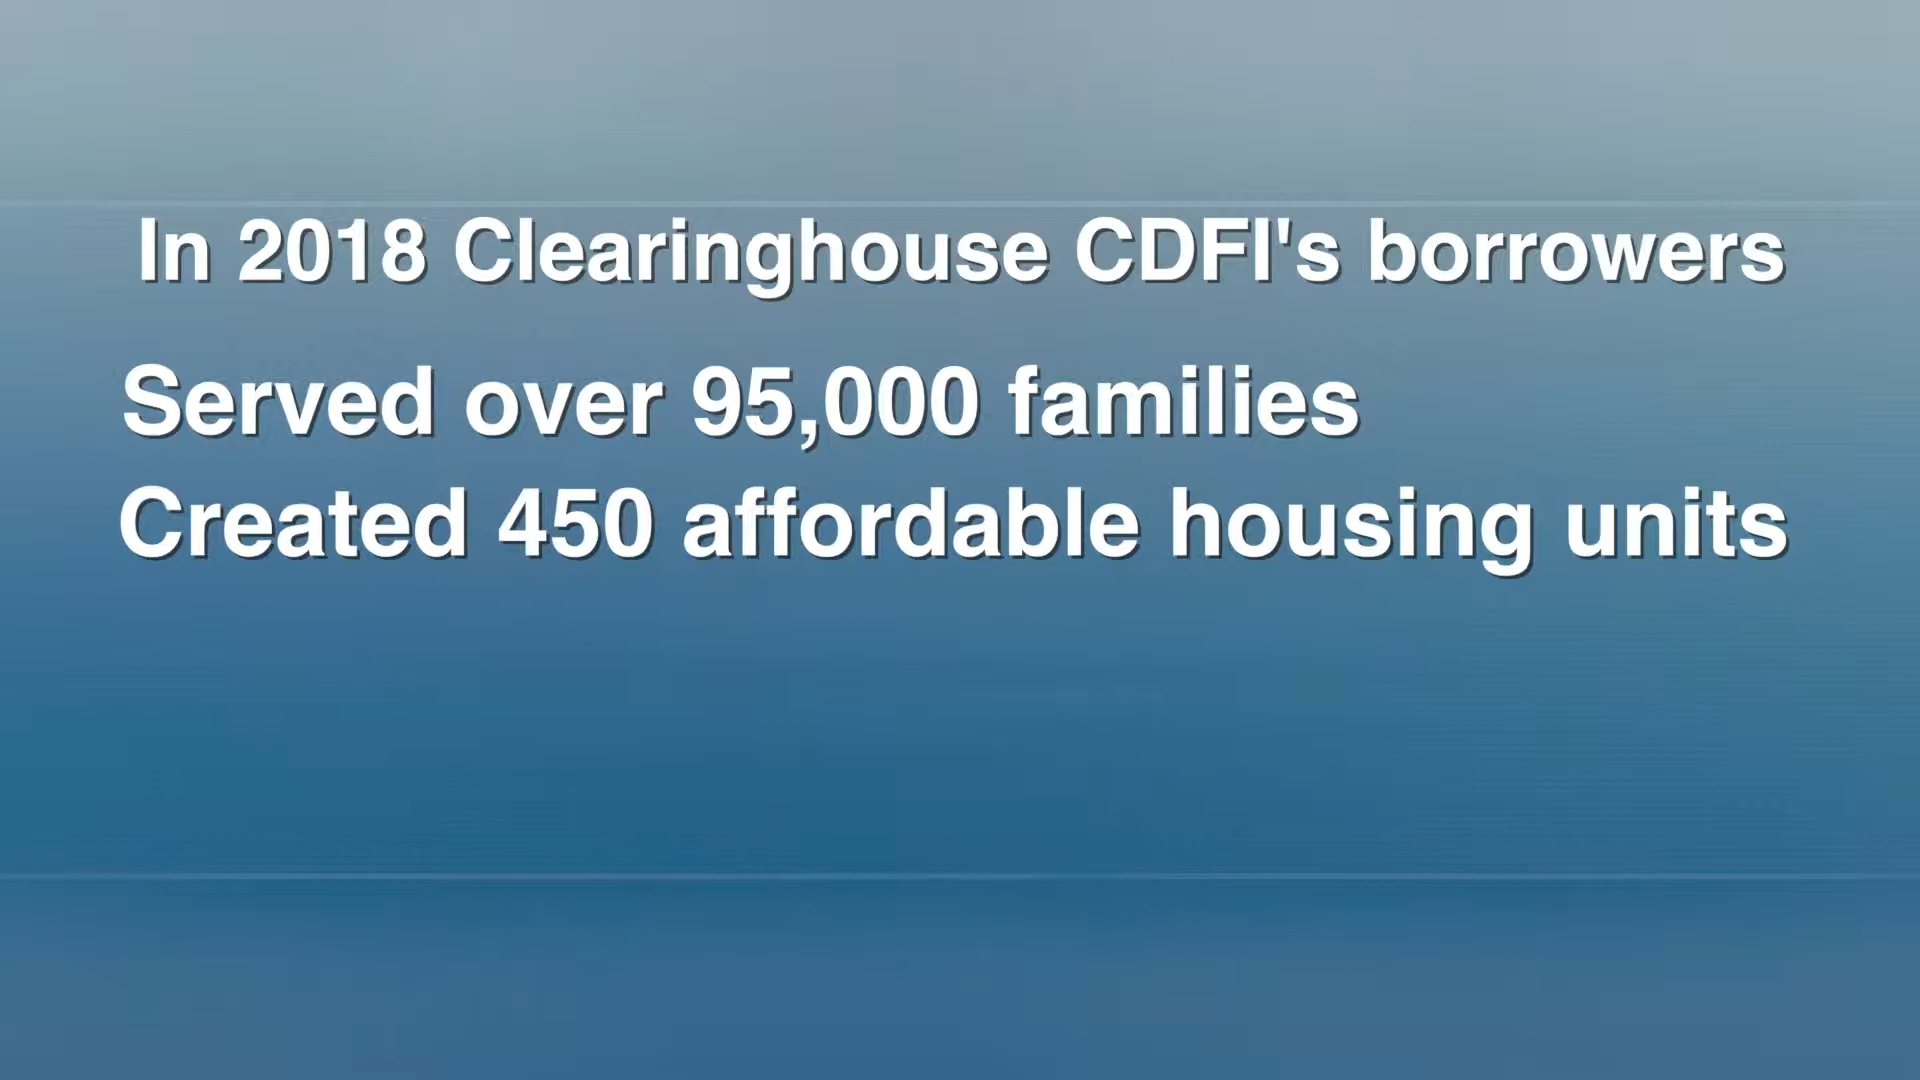 In 2018 Clearinghouse CDFI's borrowers
Served over 95,000 families
Created 450 affordable housing units